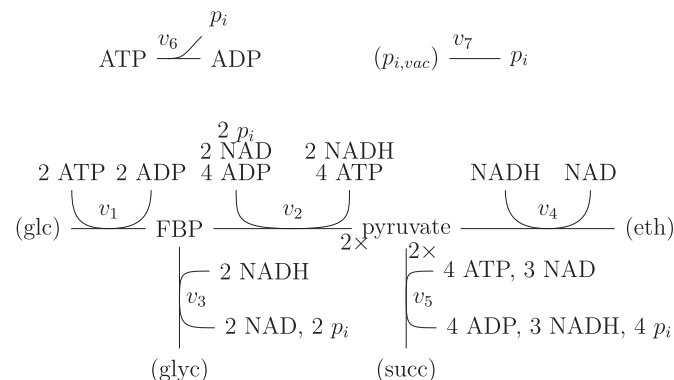 p_i
v_6
ATP ADP
v_7
(p_{i,vac}) p_i
2 p_i
2 NAD 2 NADH
2 ATP 2 ADP 4 ADP 4 ATP NADH NAD
v_1 v_2 v_4
(glc) FBP pyruvate (eth)
2×
2×
2 NADH 4 ATP, 3 NAD
v_3 v_5
2 NAD, 2 p_i 4 ADP, 3 NADH, 4 p_i
(glyc) (succ)